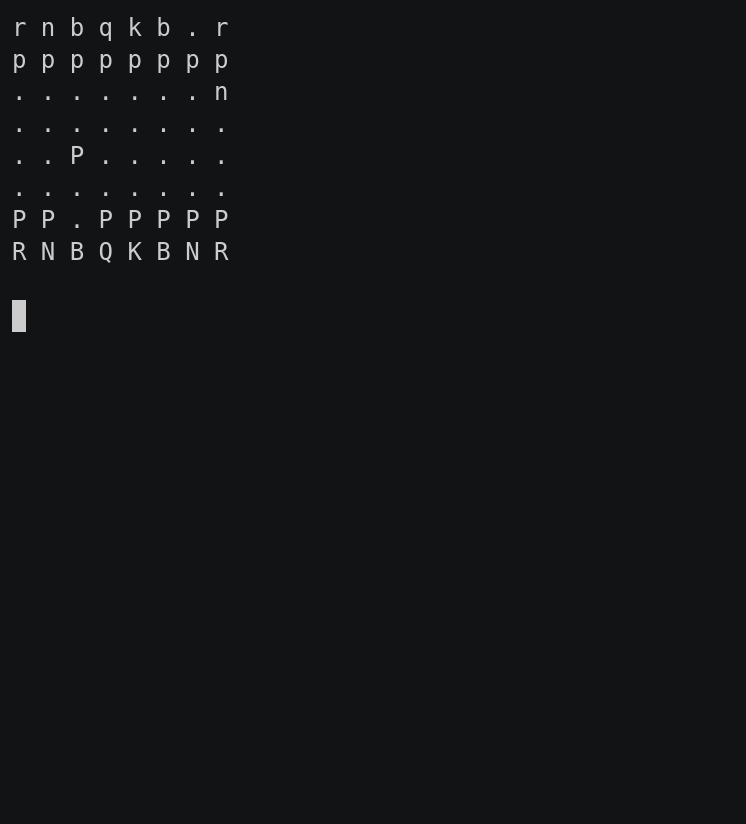 r n b q k b . r
p p p p p p p p
. . . . . . . n
. . . . . . . .
. . P . . . . .
. . . . . . . .
P P . P P P P P
R N B Q K B N R